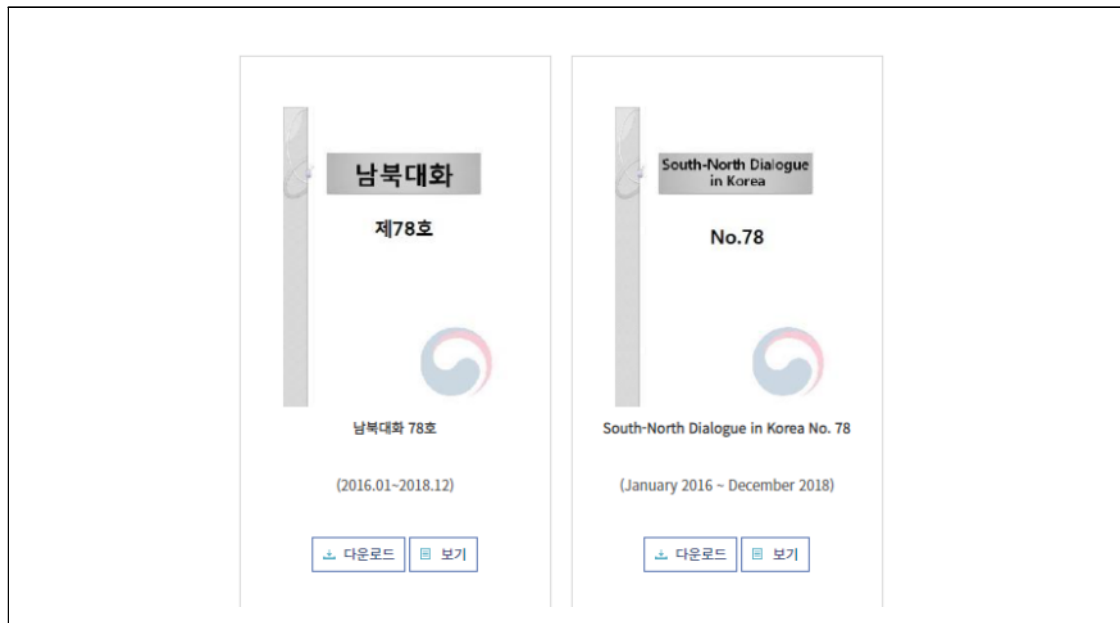 남북대화
제78호
남북대화 78호
(2016.01~2018.12)
다운로드 보기
South-North Dialogue
in Korea
No.78
South-North Dialogue in Korea No. 78
(January 2016 ~ December 2018)
다운로드 보기